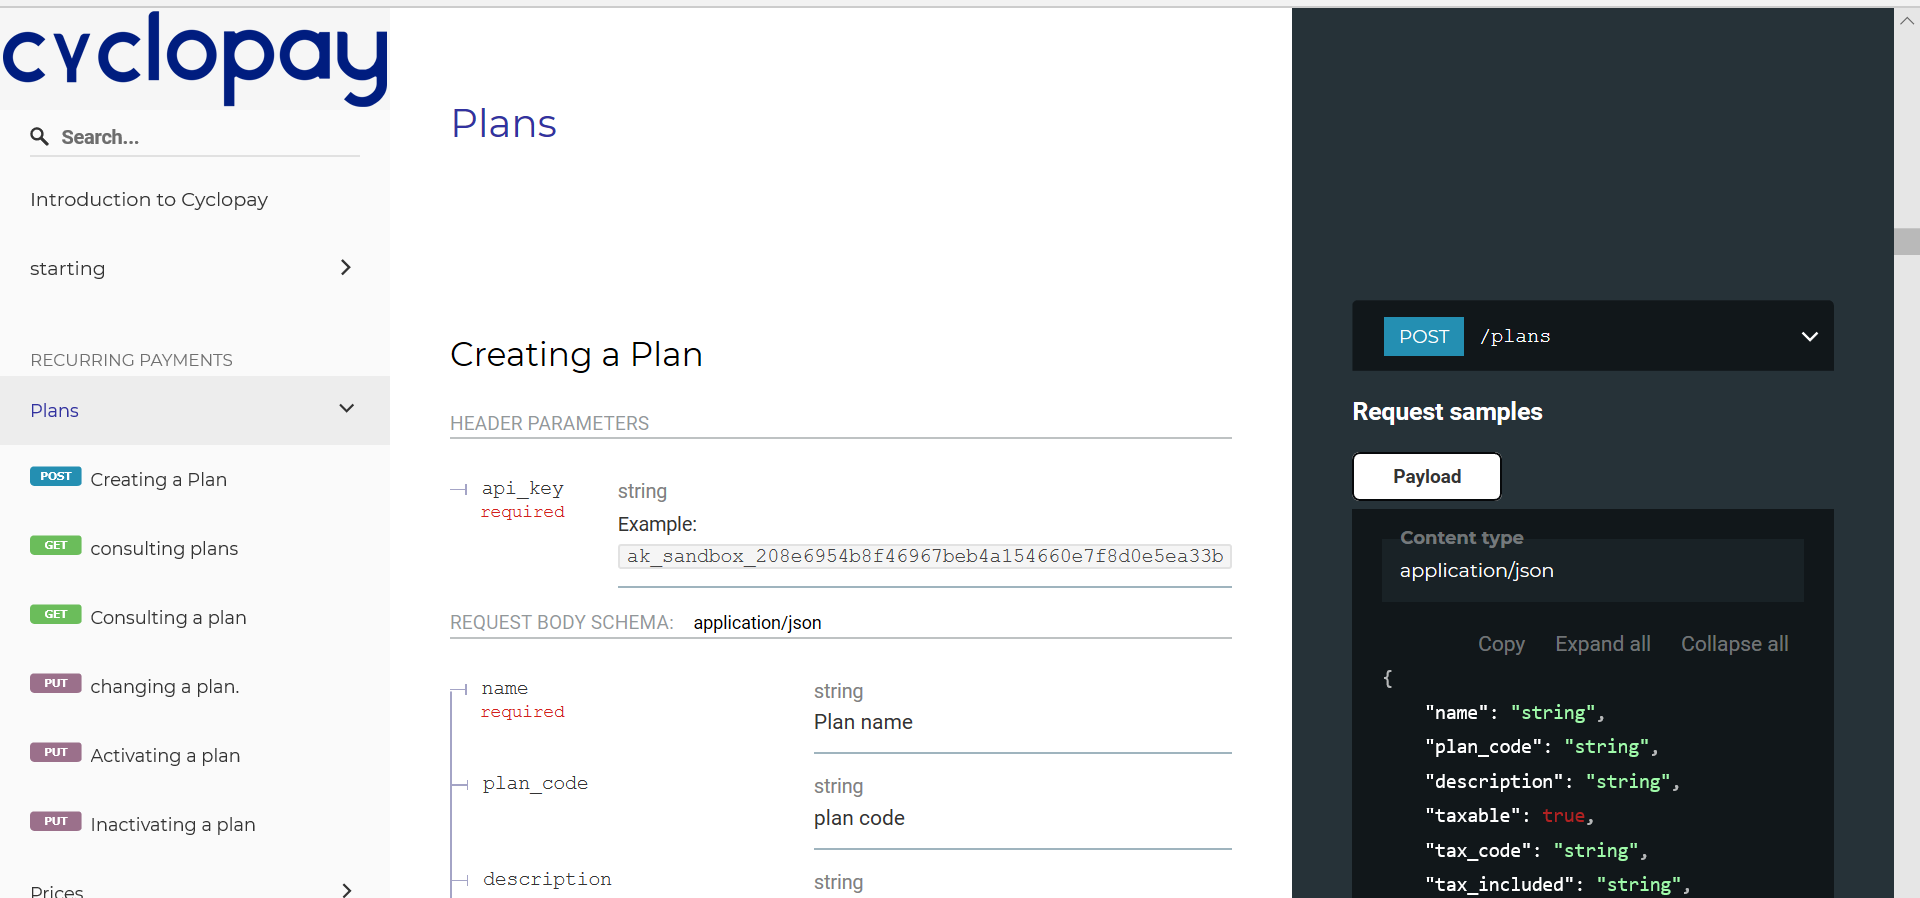 cyclopay
Search...
Introduction to Cyclopay
starting
RECURRING PAYMENTS
Plans
POST Creating a Plan
GET consulting plans
GET Consulting a plan
PUT changing a plan.
PUT Activating a plan
PUT Inactivating a plan
Prices
Plans
Creating a Plan
HEADER PARAMETERS
api_key string
required
Example:
ak_sandbox_208e6954b8f46967beb4a154660e7f8d0e5ea33b
REQUEST BODY SCHEMA: application/json
name string
required
Plan name
plan_code string
plan code
description string
POST /plans
Request samples
Payload
Content type
application/json
Copy Expand all Collapse all
{
"name": "string",
"plan_code": "string",
"description": "string",
"taxable": true,
"tax_code": "string",
"tax_included": "string",